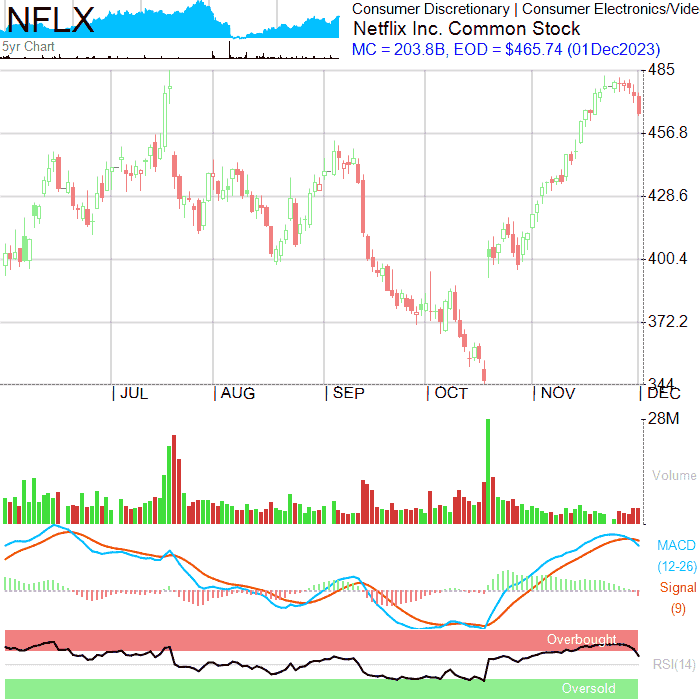 NFLX
5yr Chart
Consumer Discretionary | Consumer Electronics/Vide
Netflix Inc. Common Stock
MC = 203.8B, EOD = $465.74 (01Dec2023)
485
456.8
428.6
400.4
372.2
344
JUL AUG SEP OCT NOV DEC
28M
Volume
MACD
(12-26)
Signal
(9)
Overbought
RSI(14)
Oversold